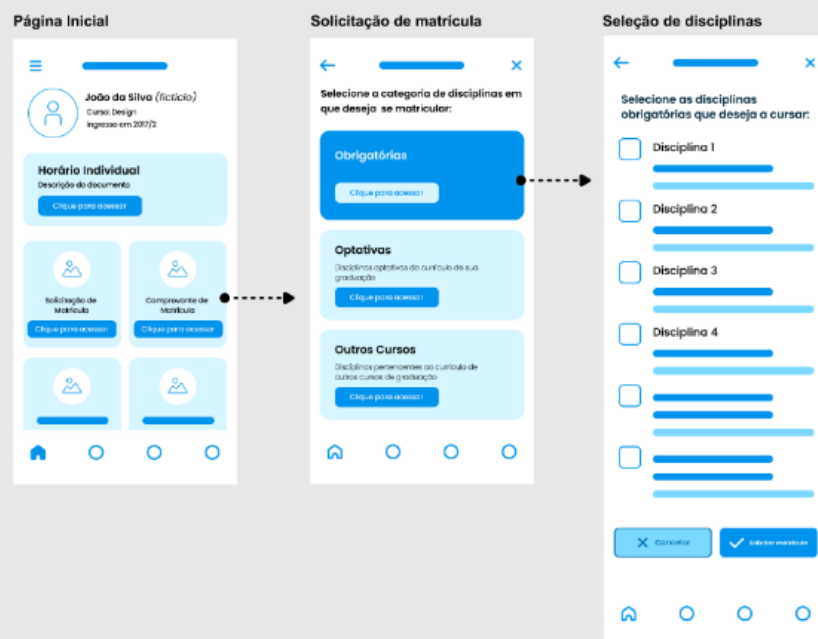 Página Inicial
João da Silva (fictício)
Curso: Design
Ingresso em 2017/2
Horário Individual
Descrição do documento
Clique para acessar
Solicitação de
Matrícula
Clique para acessar
Comprovante de
Matrícula
Clique para acessar
Solicitação de matrícula
Selecione a categoria de disciplinas em
que deseja se matricular:
Obrigatórias
Clique para acessar
Optativas
Disciplinas optativas do currículo de sua
graduação
Clique para acessar
Outros Cursos
Disciplinas pertencentes ao currículo de
outros cursos de graduação
Clique para acessar
Seleção de disciplinas
Selecione as disciplinas
obrigatórias que deseja a cursar:
Disciplina 1
Disciplina 2
Disciplina 3
Disciplina 4
Cancelar
Solicitar matrícula